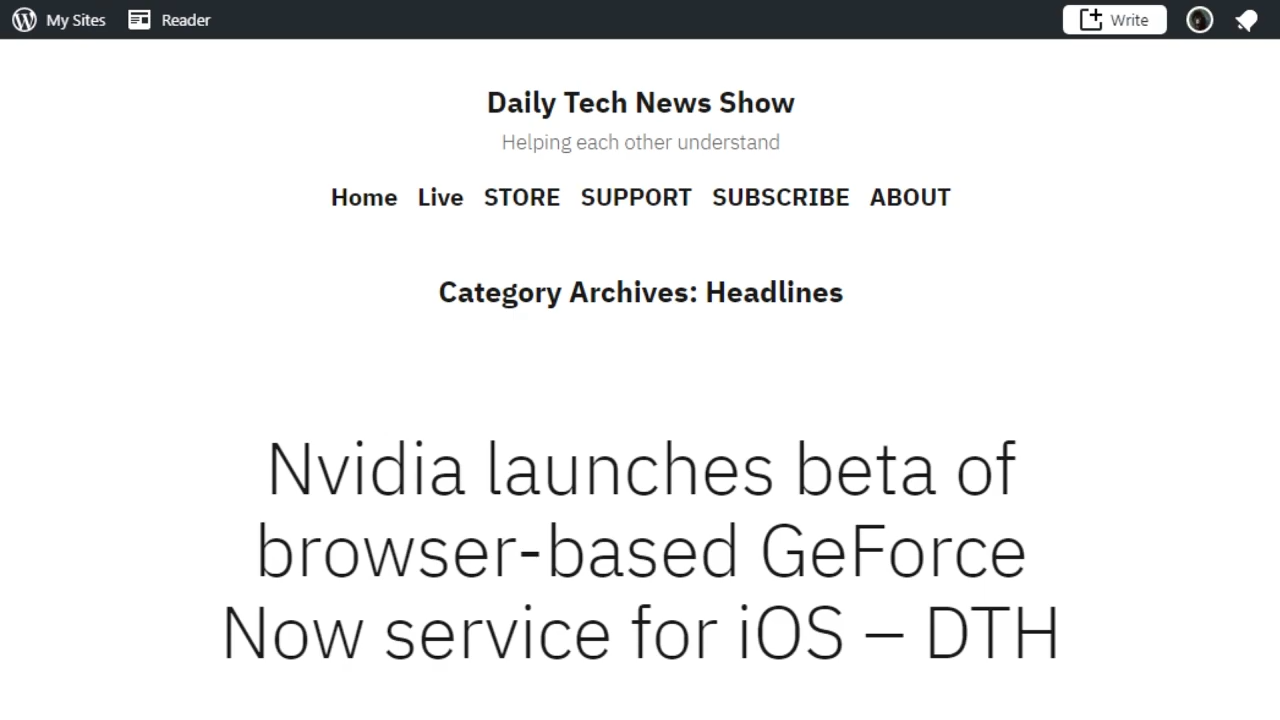 My Sites Reader Write
Daily Tech News Show
Helping each other understand
Home Live STORE SUPPORT SUBSCRIBE ABOUT
Category Archives: Headlines
Nvidia launches beta of
browser-based GeForce
Now service for iOS – DTH